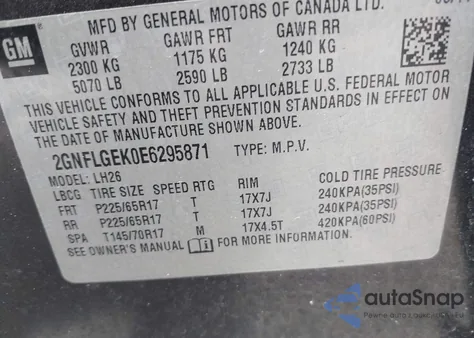 MFD BY GENERAL MOTORS OF CANADA LTD.
GM
GVWR GAWR FRT GAWR RR
2300 KG 1175 KG 1240 KG
5070 LB 2590 LB 2733 LB
THIS VEHICLE CONFORMS TO ALL APPLICABLE U.S. FEDERAL MOTOR
VEHICLE SAFETY AND THEFT PREVENTION STANDARDS IN EFFECT ON
THE DATE OF MANUFACTURE SHOWN ABOVE.
2GNFLGEK0E6295871 TYPE: M.P.V.
MODEL: LH26
LBCG TIRE SIZE SPEED RTG RIM COLD TIRE PRESSURE
FRT P225/65R17 T 17X7J 240KPA(35PSI)
RR P225/65R17 T 17X7J 240KPA(35PSI)
SPA T145/70R17 M 17X4.5T 420KPA(60PSI)
SEE OWNER'S MANUAL FOR MORE INFORMATION.
autoSnap